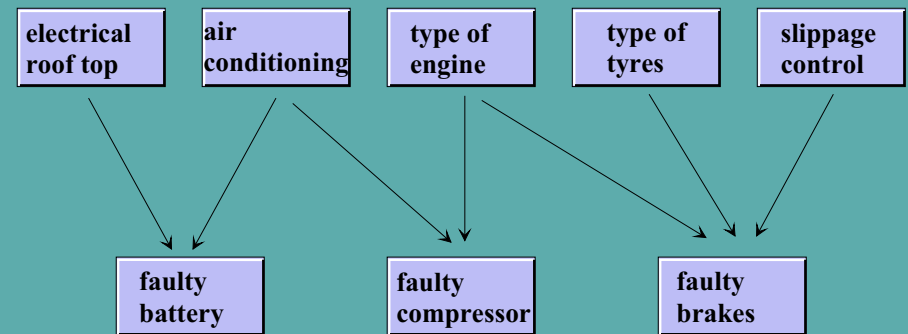 electrical
roof top
air
conditioning
type of
engine
type of
tyres
slippage
control
faulty
battery
faulty
compressor
faulty
brakes